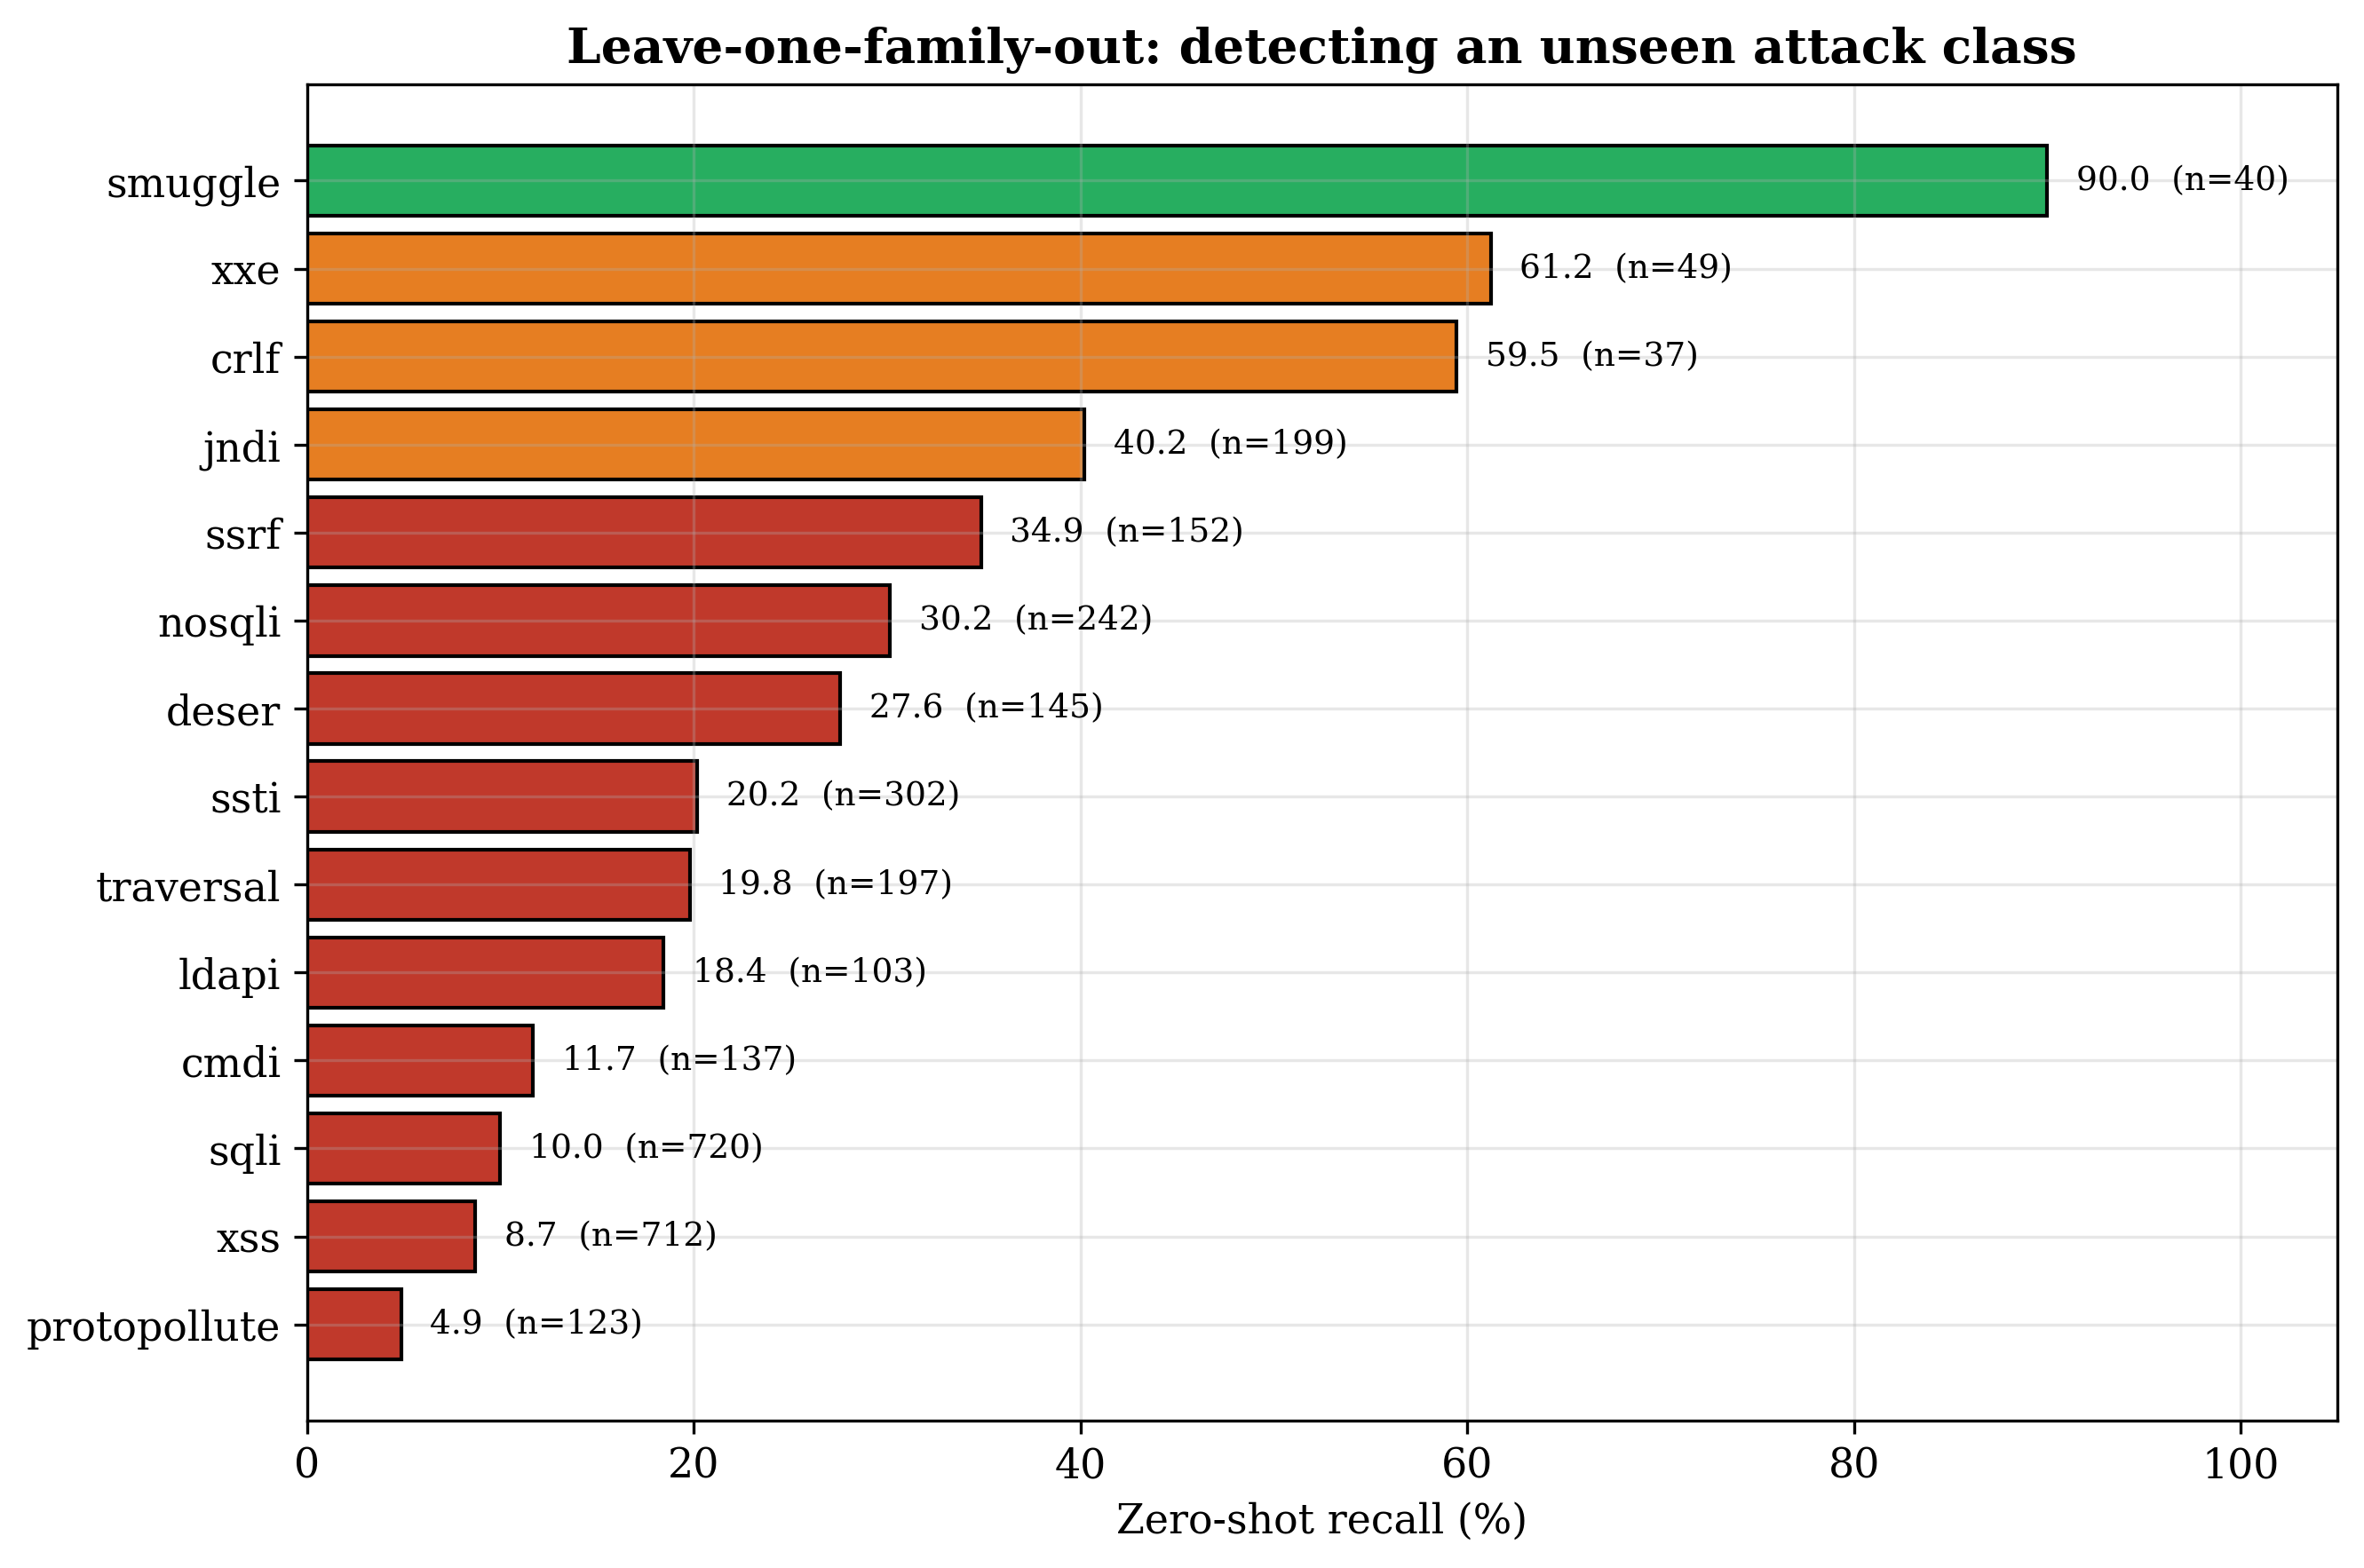 Leave-one-family-out: detecting an unseen attack class
smuggle 90.0 (n=40)
xxe 61.2 (n=49)
crlf 59.5 (n=37)
jndi 40.2 (n=199)
ssrf 34.9 (n=152)
nosqli 30.2 (n=242)
deser 27.6 (n=145)
ssti 20.2 (n=302)
traversal 19.8 (n=197)
ldapi 18.4 (n=103)
cmdi 11.7 (n=137)
sqli 10.0 (n=720)
xss 8.7 (n=712)
protopollute 4.9 (n=123)
0 20 40 60 80 100
Zero-shot recall (%)